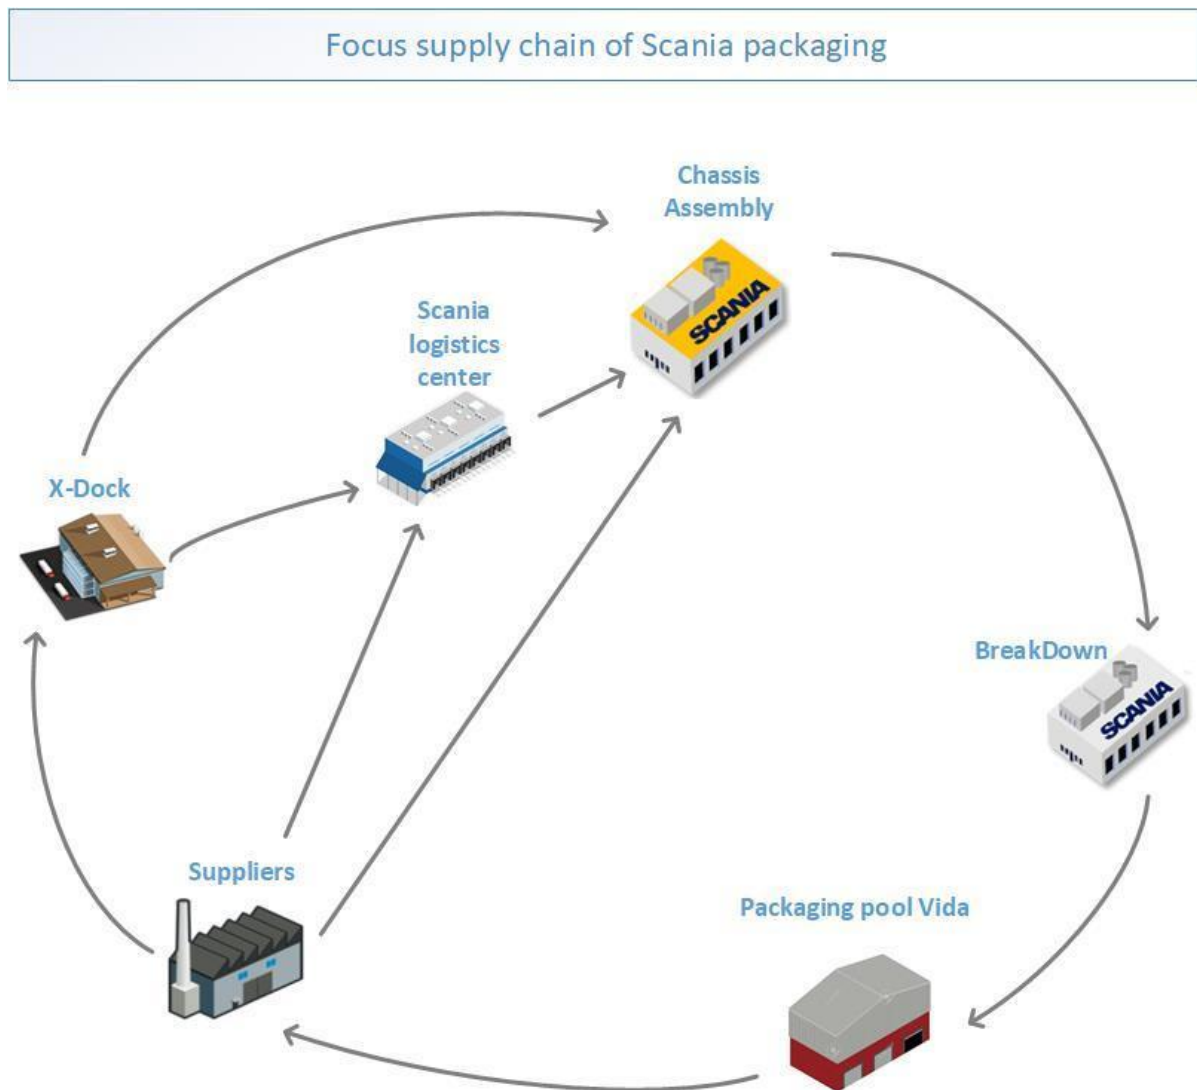 Focus supply chain of Scania packaging
Chassis
Assembly
SCANIA
Scania
logistics
center
X-Dock
BreakDown
SCANIA
Suppliers
Packaging pool Vida